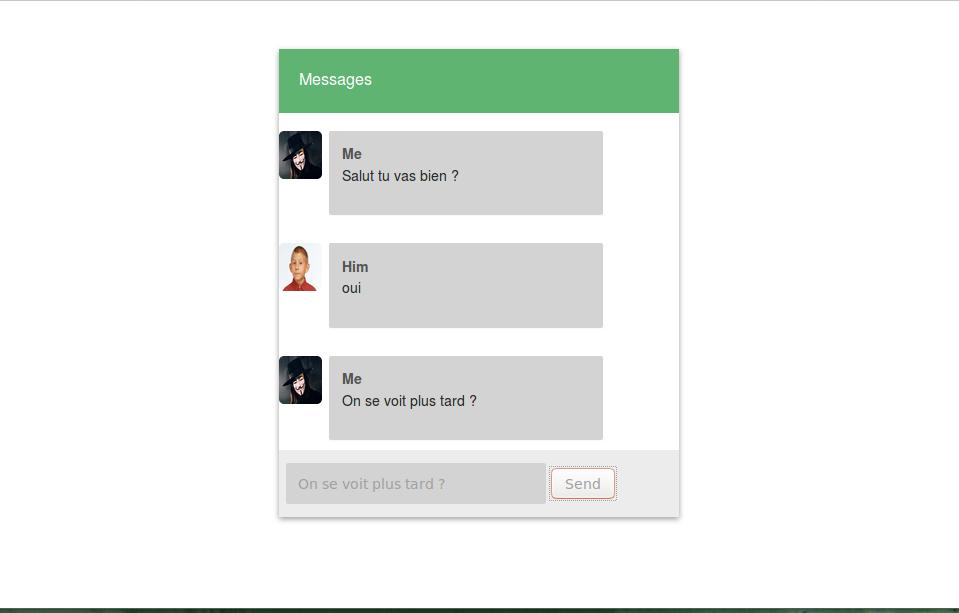 Messages
Me
Salut tu vas bien ?
Him
oui
Me
On se voit plus tard ?
On se voit plus tard ?
Send